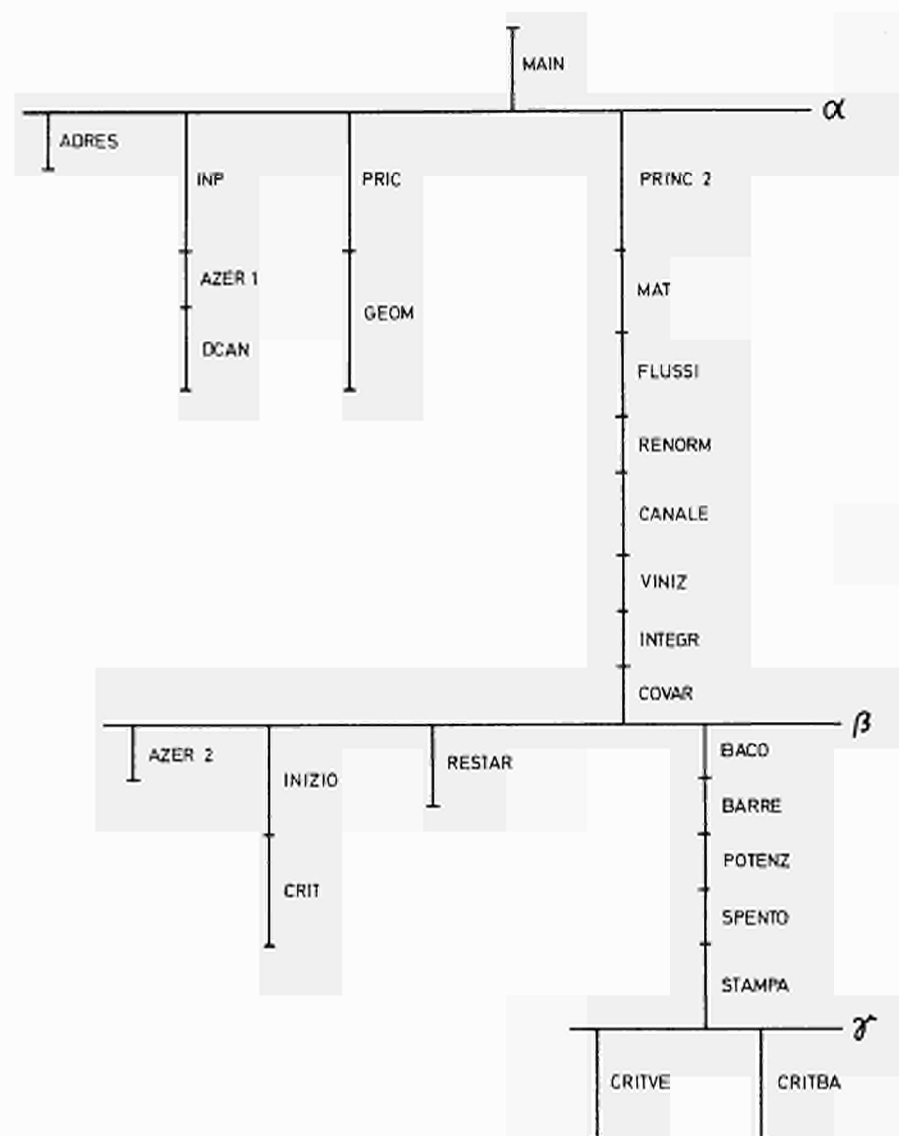 MAIN
α
ADRES
INP
PRIC
PRINC 2
AZER 1
MAT
GEOM
DCAN
FLUSSI
RENORM
CANALE
VINIZ
INTEGR
COVAR
β
AZER 2
INIZIO
RESTAR
BACO
BARRE
POTENZ
CRIT
SPENTO
STAMPA
γ
CRITVE
CRITBA